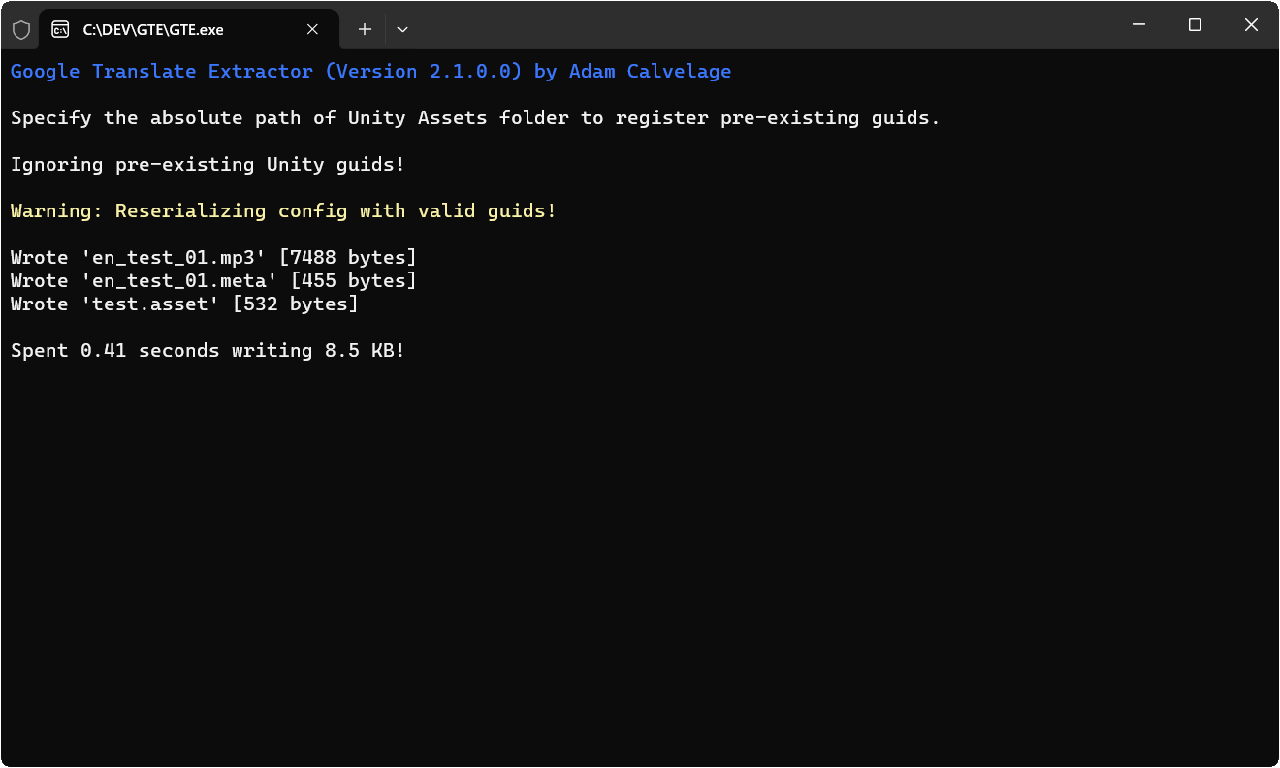 C:\DEV\GTE\GTE.exe
Google Translate Extractor (Version 2.1.0.0) by Adam Calvelage
Specify the absolute path of Unity Assets folder to register pre-existing guids.
Ignoring pre-existing Unity guids!
Warning: Reserializing config with valid guids!
Wrote 'en_test_01.mp3' [7488 bytes]
Wrote 'en_test_01.meta' [455 bytes]
Wrote 'test.asset' [532 bytes]
Spent 0.41 seconds writing 8.5 KB!